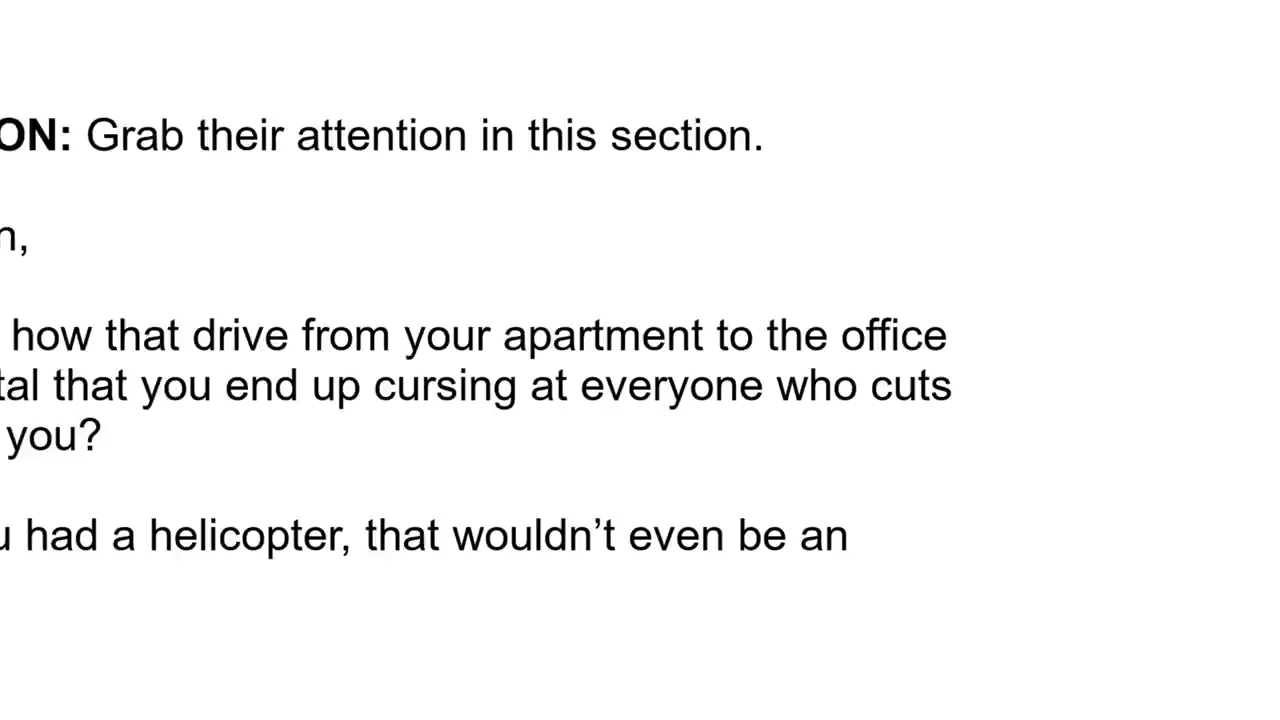 ON: Grab their attention in this section.
n,
how that drive from your apartment to the office
tal that you end up cursing at everyone who cuts
you?
u had a helicopter, that wouldn’t even be an